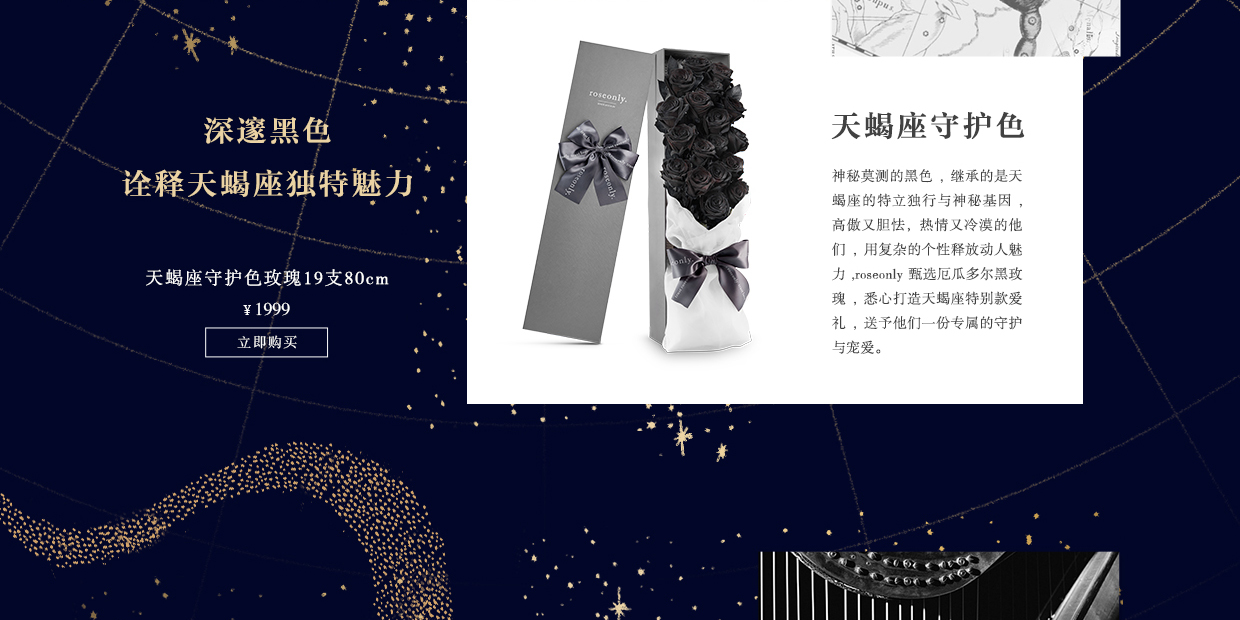 深邃黑色
诠释天蝎座独特魅力
天蝎座守护色玫瑰19支80cm
¥1999
立即购买
roseonly.
roseonly.
天蝎座守护色
神秘莫测的黑色，继承的是天
蝎座的特立独行与神秘基因，
高傲又胆怯，热情又冷漠的他
们，用复杂的个性释放动人魅
力 ,roseonly 甄选厄瓜多尔黑玫
瑰，悉心打造天蝎座特别款爱
礼，送予他们一份专属的守护
与宠爱。